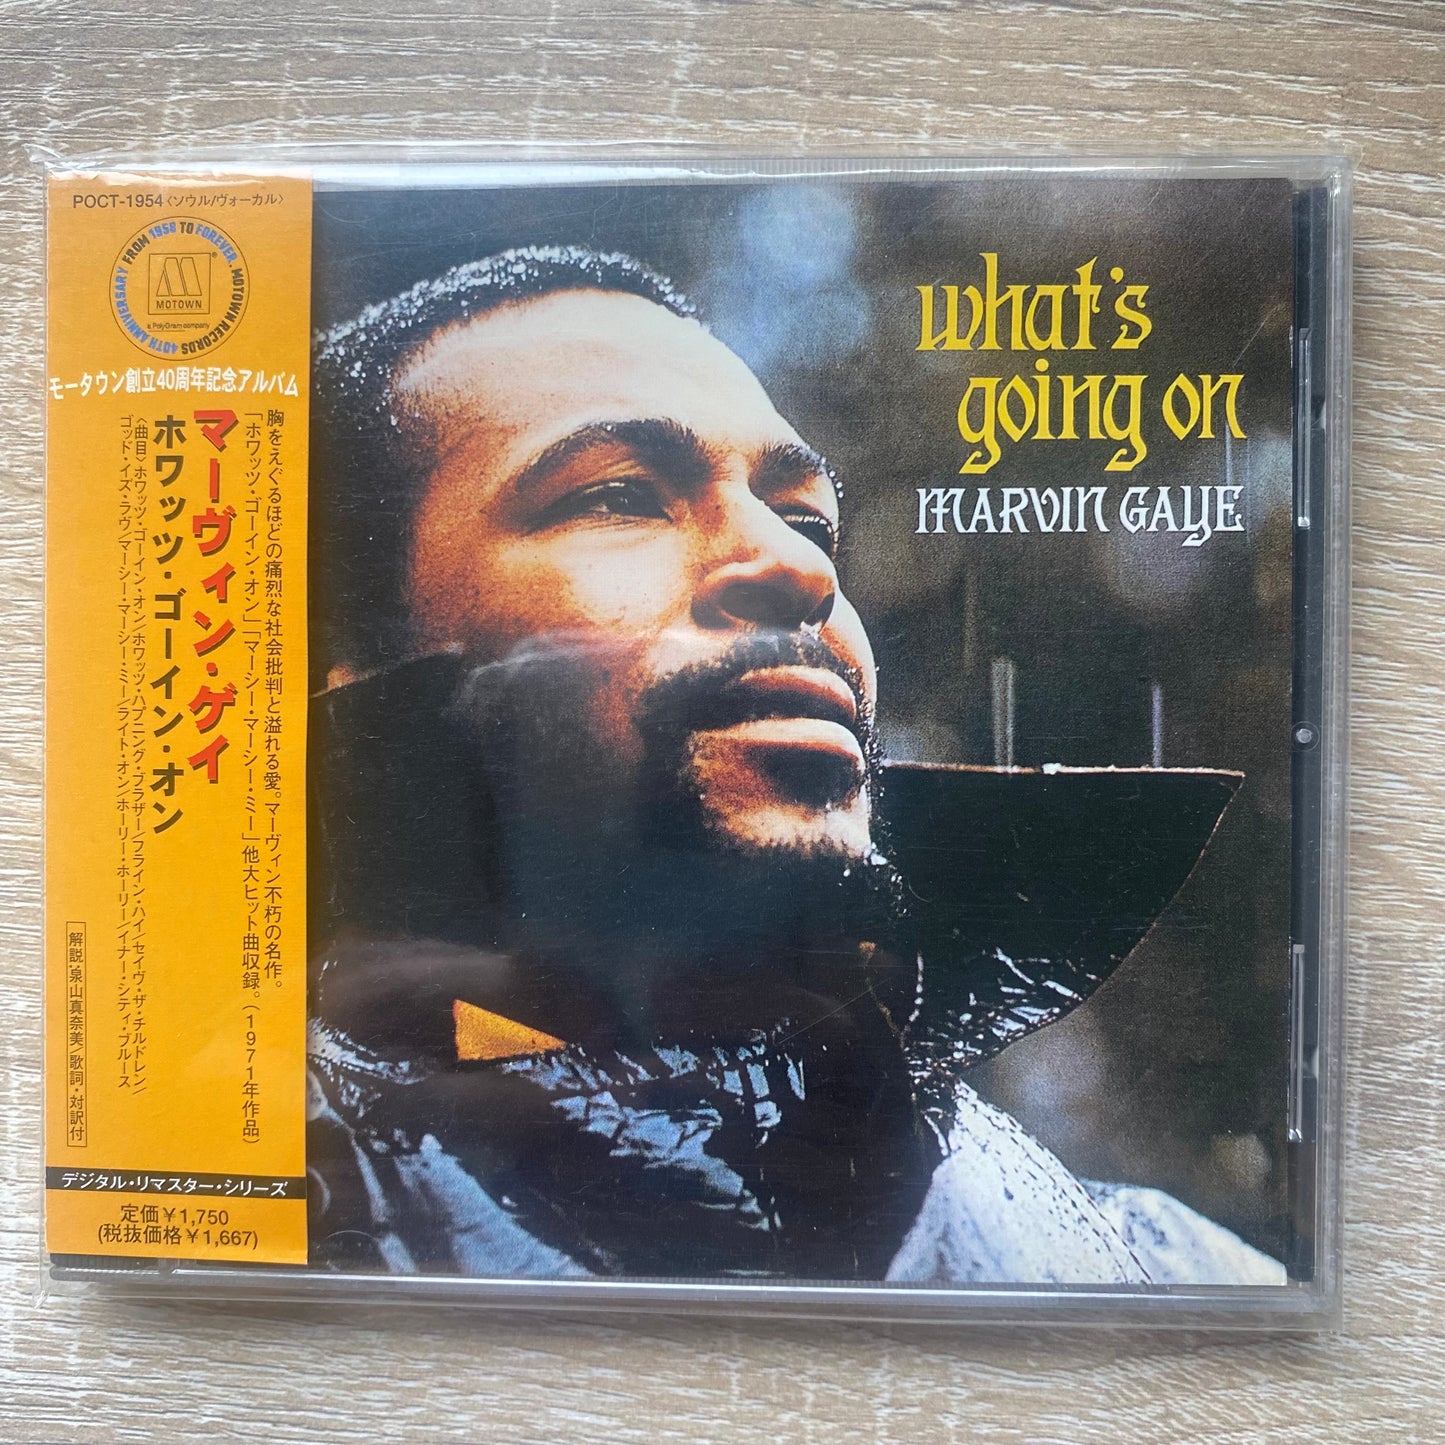 POCT-1954〈ソウル/ヴォーカル〉
MOTOWN RECORDS 40TH ANNIVERSARY FROM 1958 TO FOREVER.
MOTOWN
a PolyGram company
モータウン創立40周年記念アルバム
胸をえぐるほどの痛烈な社会批判と溢れる愛。マーヴィン不朽の名作。
「ホワッツ・ゴーイン・オン」「マーシー・マーシー・ミー」他大ヒット曲収録。(1971年作品)
マーヴィン・ゲイ
ホワッツ・ゴーイン・オン
〈曲目〉ホワッツ・ゴーイン・オン/ホワッツ・ハプニング・ブラザー/フライン・ハイ/セイヴ・ザ・チルドレン/
ゴッド・イズ・ラヴ/マーシー・マーシー・ミー/ライト・オン/ホーリー・ホーリー/イナー・シティ・ブルース
解説:泉山真奈美/歌詞・対訳付
デジタル・リマスター・シリーズ
定価￥1,750
(税抜価格￥1,667)
what's
going on
MARVIN GAYE